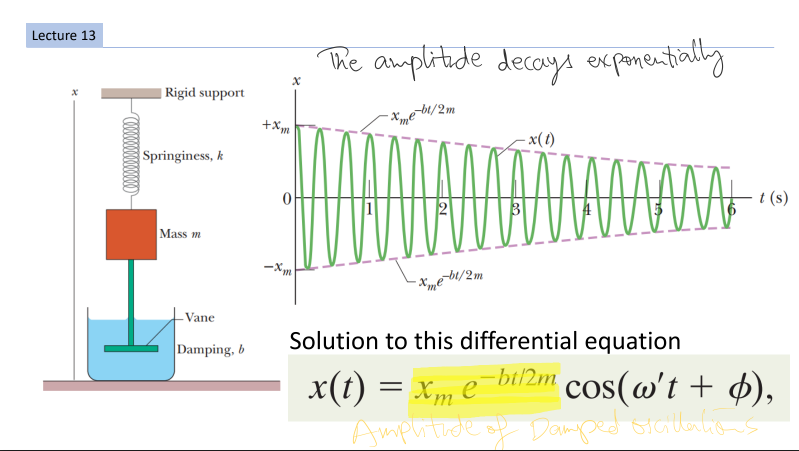 Lecture 13
The amplitude decays exponentially
x
Rigid support
Springiness, k
Mass m
Vane
Damping, b
x
+xm
0
−xm
xme−bt/2m
x(t)
1 2 3 4 5 6
t (s)
− xme−bt/2m
Solution to this differential equation
x(t) = xm e−bt/2m cos(ω′t + ϕ),
Amplitude of Damped oscillations